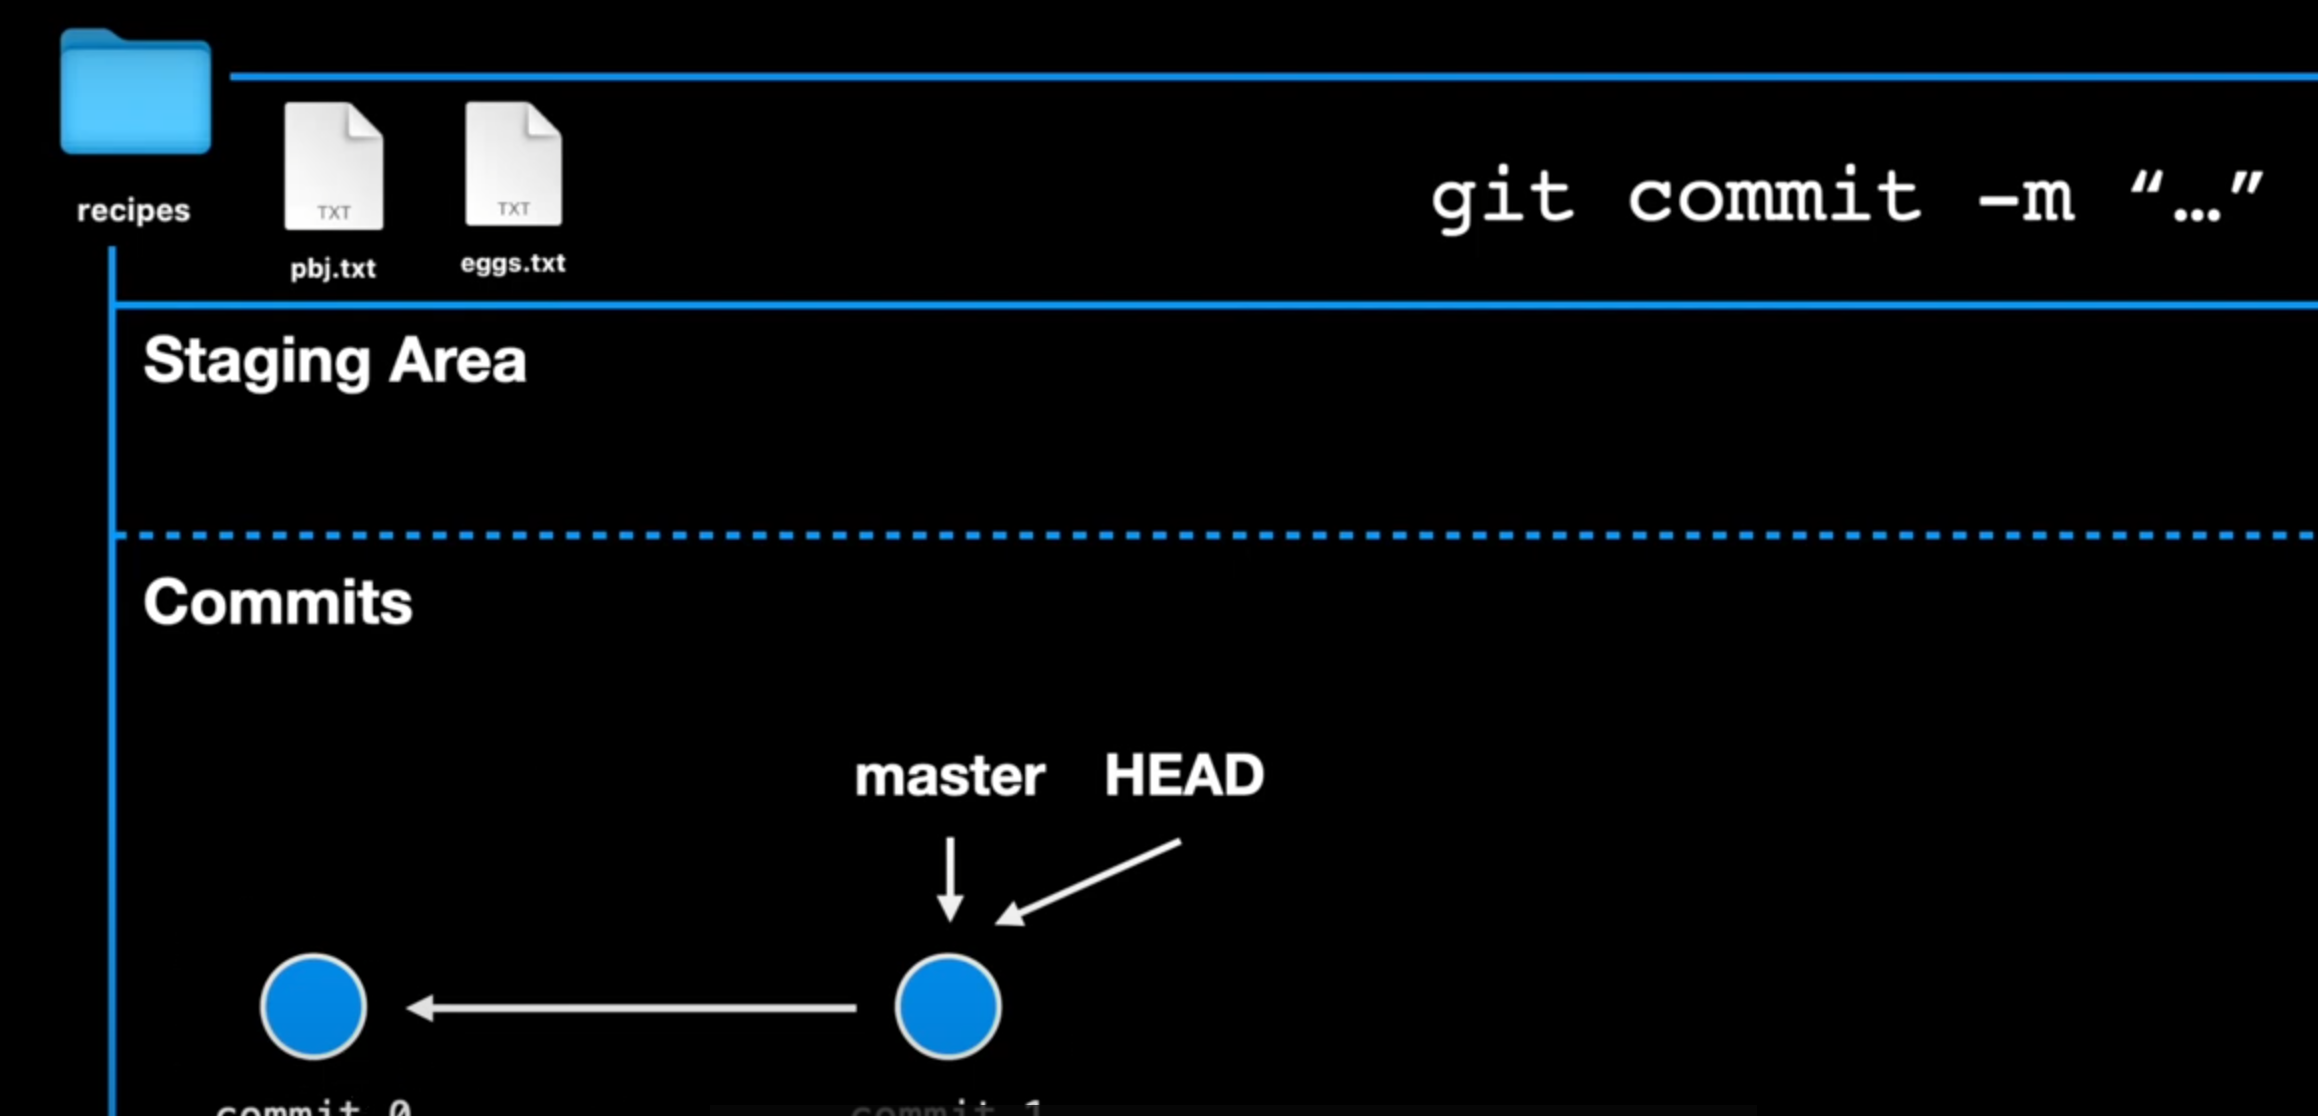 recipes
TXT
pbj.txt
TXT
eggs.txt
git commit -m “…”
Staging Area
Commits
master
HEAD
commit 0
commit 1